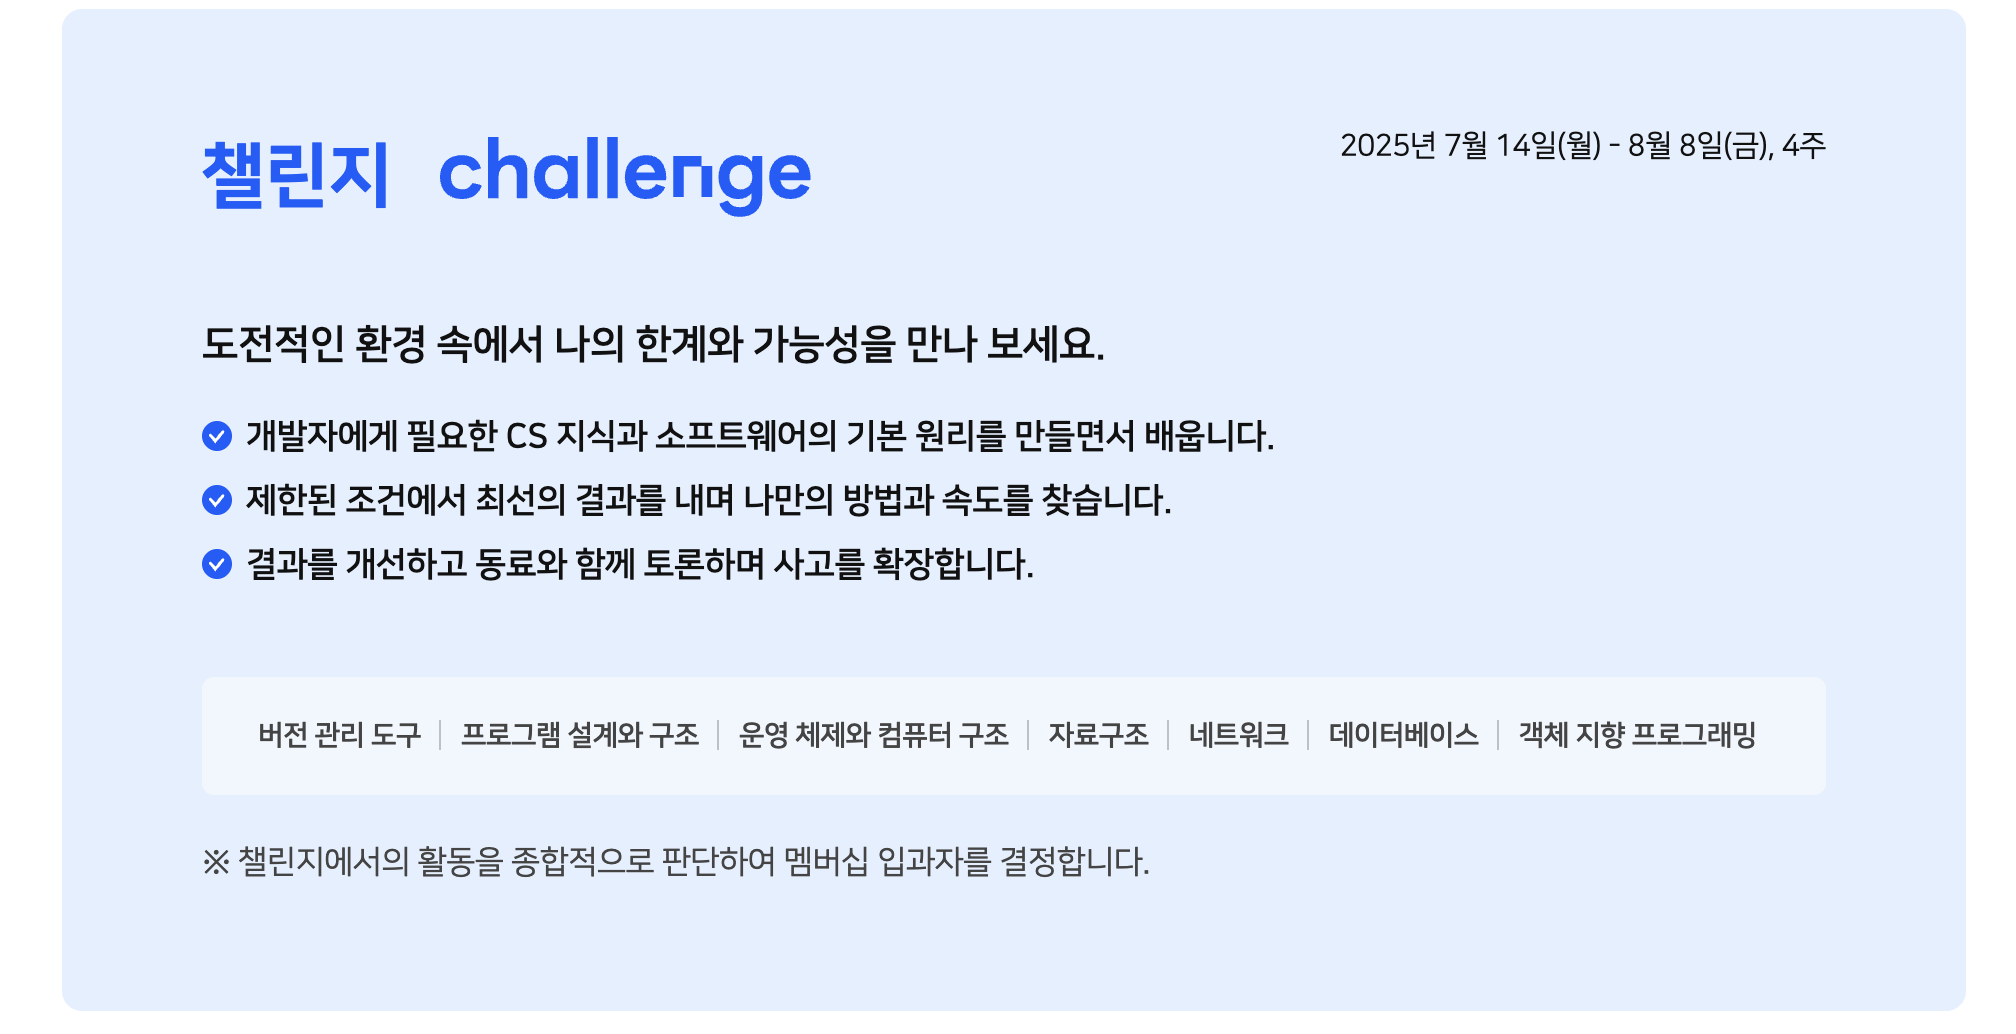 챌린지 challenge
2025년 7월 14일(월) - 8월 8일(금), 4주
도전적인 환경 속에서 나의 한계와 가능성을 만나 보세요.
개발자에게 필요한 CS 지식과 소프트웨어의 기본 원리를 만들면서 배웁니다.
제한된 조건에서 최선의 결과를 내며 나만의 방법과 속도를 찾습니다.
결과를 개선하고 동료와 함께 토론하며 사고를 확장합니다.
버전 관리 도구 | 프로그램 설계와 구조 | 운영 체제와 컴퓨터 구조 | 자료구조 | 네트워크 | 데이터베이스 | 객체 지향 프로그래밍
※ 챌린지에서의 활동을 종합적으로 판단하여 멤버십 입과자를 결정합니다.